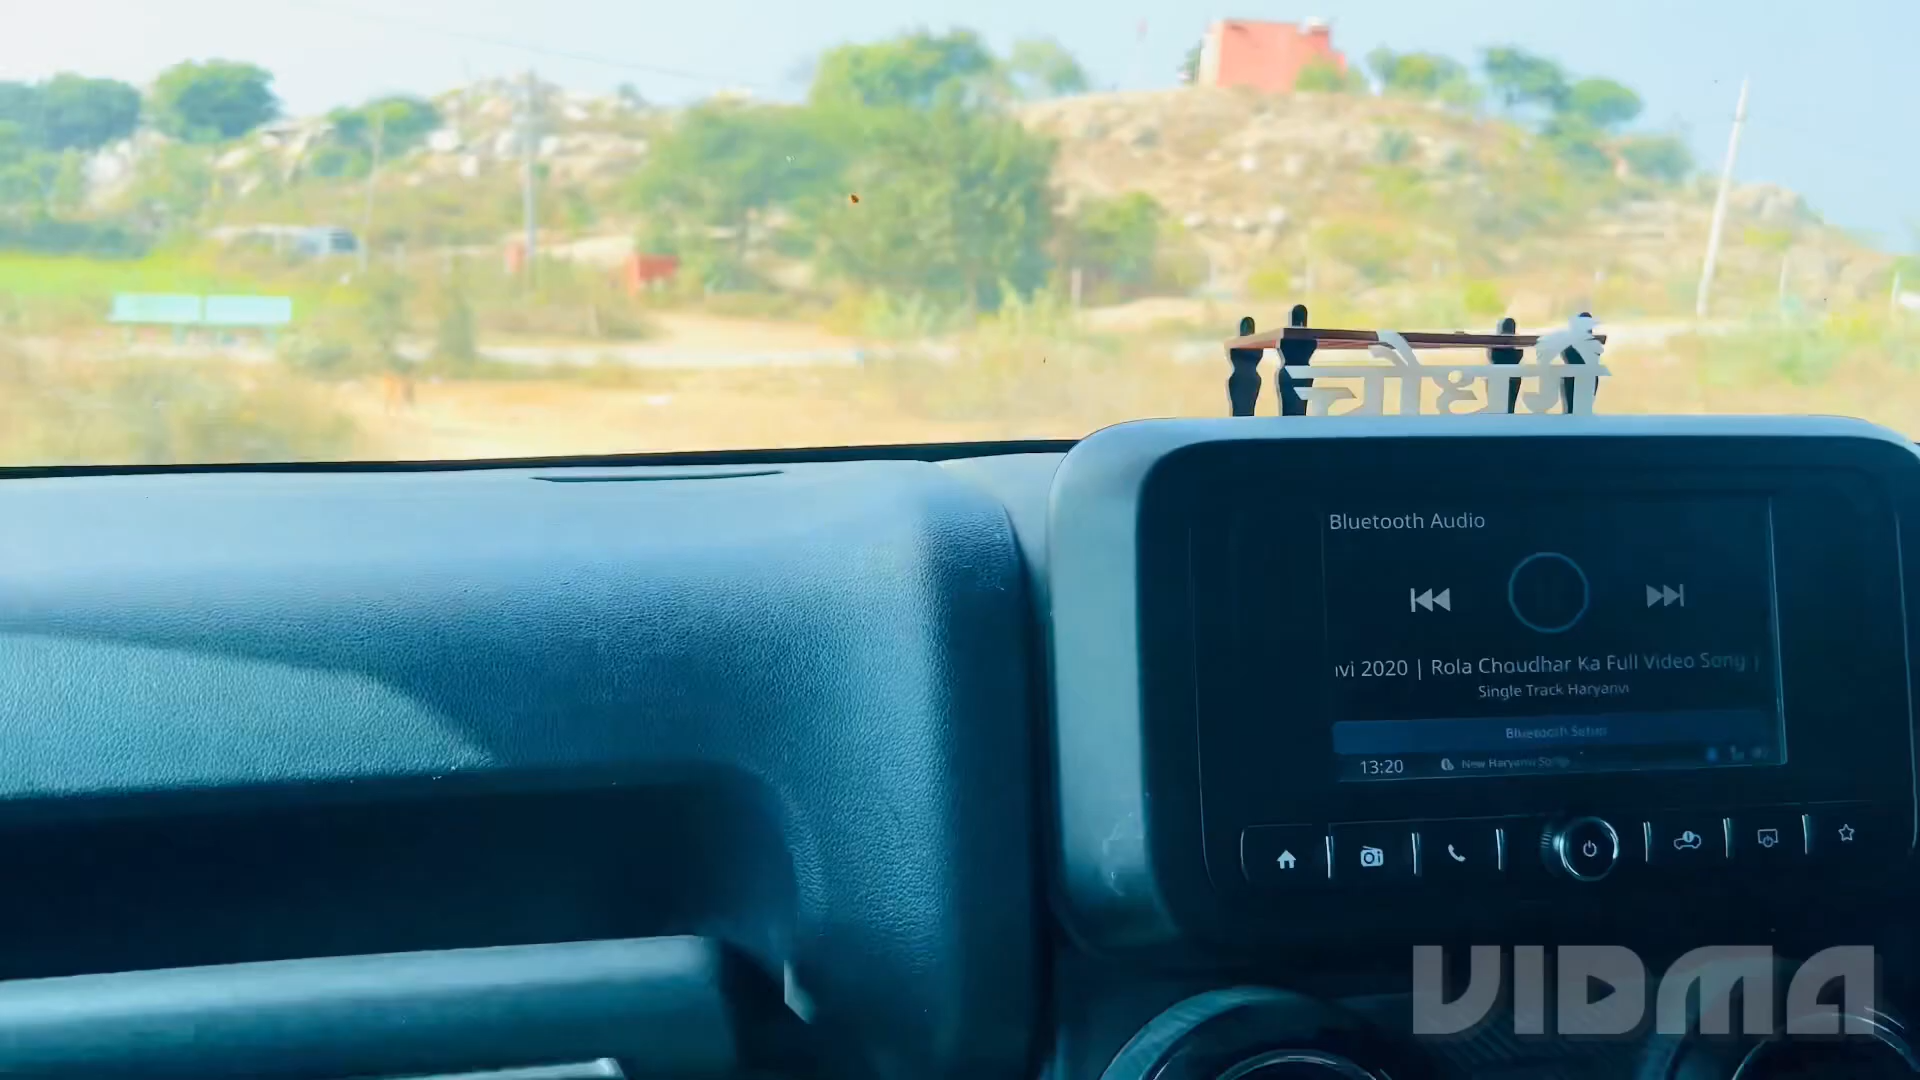 चौधरी
Bluetooth Audio
ıvi 2020 | Rola Choudhar Ka Full Video Song |
Single Track Haryanvi
Bluetooth Setup
13:20 New Haryanvi Songs
VIDMA